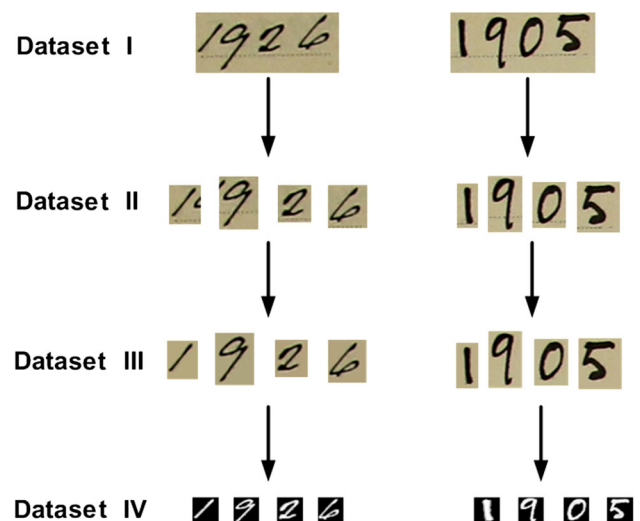 Dataset I 1926 1905
Dataset II 1 9 2 6 1 9 0 5
Dataset III 1 9 2 6 1 9 0 5
Dataset IV 1 9 2 6 1 9 0 5